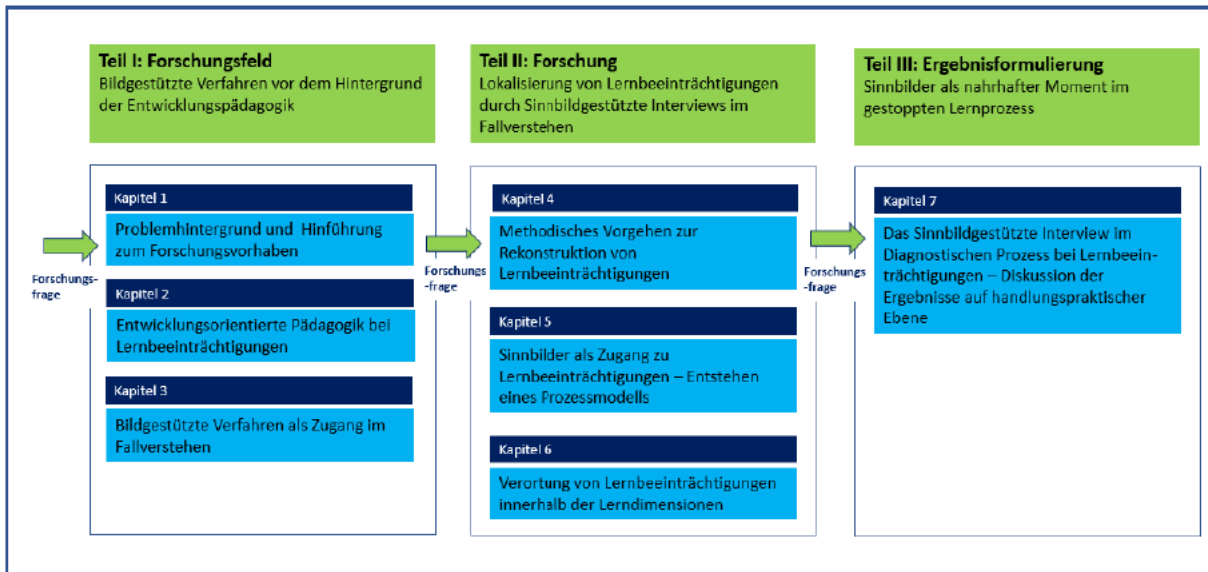 Teil I: Forschungsfeld
Bildgestützte Verfahren vor dem Hintergrund
der Entwicklungspädagogik
Kapitel 1
Problemhintergrund und Hinführung
zum Forschungsvorhaben
Forschungs-
frage
Kapitel 2
Entwicklungsorientierte Pädagogik bei
Lernbeeinträchtigungen
Kapitel 3
Bildgestützte Verfahren als Zugang im
Fallverstehen
Teil II: Forschung
Lokalisierung von Lernbeeinträchtigungen
durch Sinnbildgestützte Interviews im
Fallverstehen
Kapitel 4
Methodisches Vorgehen zur
Rekonstruktion von
Lernbeeinträchtigungen
Forschungs
-frage
Kapitel 5
Sinnbilder als Zugang zu
Lernbeeinträchtigungen – Entstehen
eines Prozessmodells
Kapitel 6
Verortung von Lernbeeinträchtigungen
innerhalb der Lerndimensionen
Teil III: Ergebnisformulierung
Sinnbilder als nahrhafter Moment im
gestoppten Lernprozess
Kapitel 7
Das Sinnbildgestützte Interview im
Diagnostischen Prozess bei Lernbeein-
trächtigungen – Diskussion der
Ergebnisse auf handlungspraktischer
Ebene
Forschungs
-frage